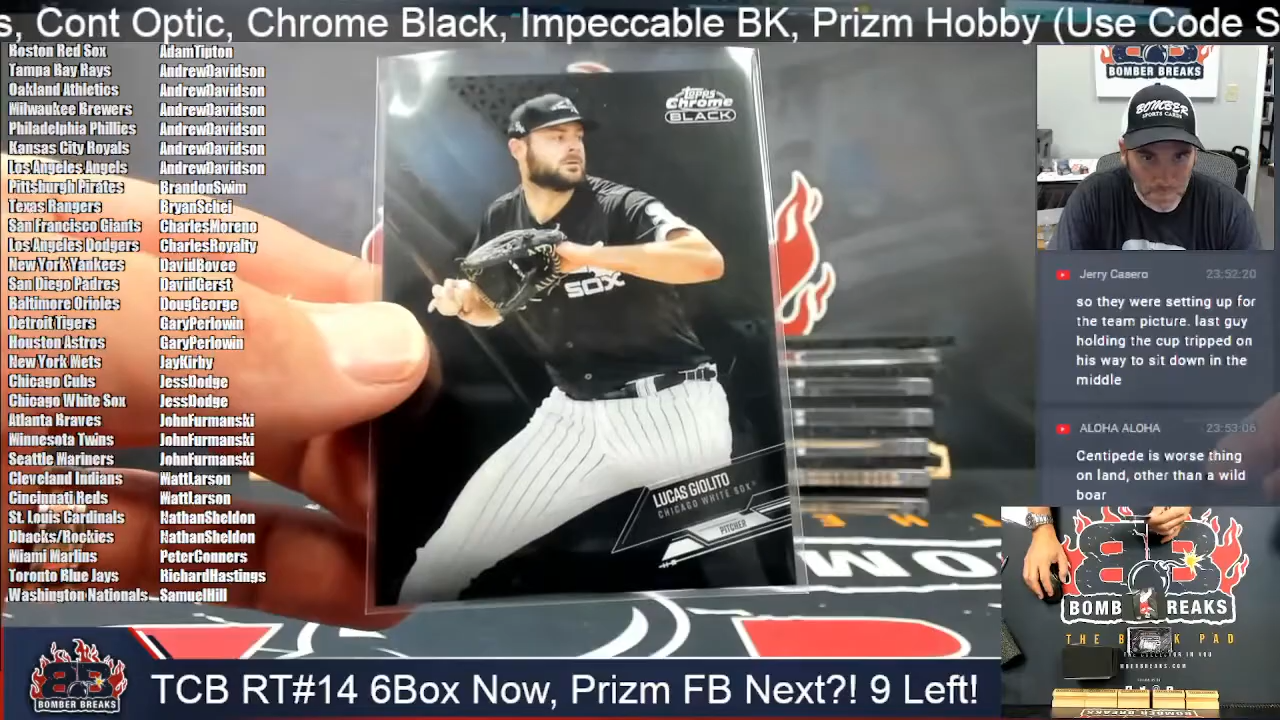 s, Cont Optic, Chrome Black, Impeccable BK, Prizm Hobby (Use Code S
Boston Red Sox AdamTipton
Tampa Bay Rays AndrewDavidson
Oakland Athletics AndrewDavidson
Milwaukee Brewers AndrewDavidson
Philadelphia Phillies AndrewDavidson
Kansas City Royals AndrewDavidson
Los Angeles Angels AndrewDavidson
Pittsburgh Pirates BrandonSwim
Texas Rangers BryanSchei
San Francisco Giants CharlesMoreno
Los Angeles Dodgers CharlesRoyalty
New York Yankees DavidBovee
San Diego Padres DavidGerst
Baltimore Orioles DougGeorge
Detroit Tigers GaryPerlowin
Houston Astros GaryPerlowin
New York Mets JayKirby
Chicago Cubs JessDodge
Chicago White Sox JessDodge
Atlanta Braves JohnFurmanski
Minnesota Twins JohnFurmanski
Seattle Mariners JohnFurmanski
Cleveland Indians WattLarson
Cincinnati Reds WattLarson
St. Louis Cardinals NathanSheldon
Dbacks/Rockies NathanSheldon
Miami Marlins PeterConners
Toronto Blue Jays RichardHastings
Washington Nationals SamuelHill
Topps
Chrome
BLACK
SOX
LUCAS GIOLITO
CHICAGO WHITE SOX
PITCHER
BOMBER BREAKS
BOMBER
SPORTS CARDS
Jerry Casero 23:52:20
so they were setting up for
the team picture. last guy
holding the cup tripped on
his way to sit down in the
middle
ALOHA ALOHA 23:53:06
Centipede is worse thing
on land, other than a wild
boar
BOMB REAKS
THE B K PAD
BOMBER BREAKS
TCB RT#14 6Box Now, Prizm FB Next?! 9 Left!